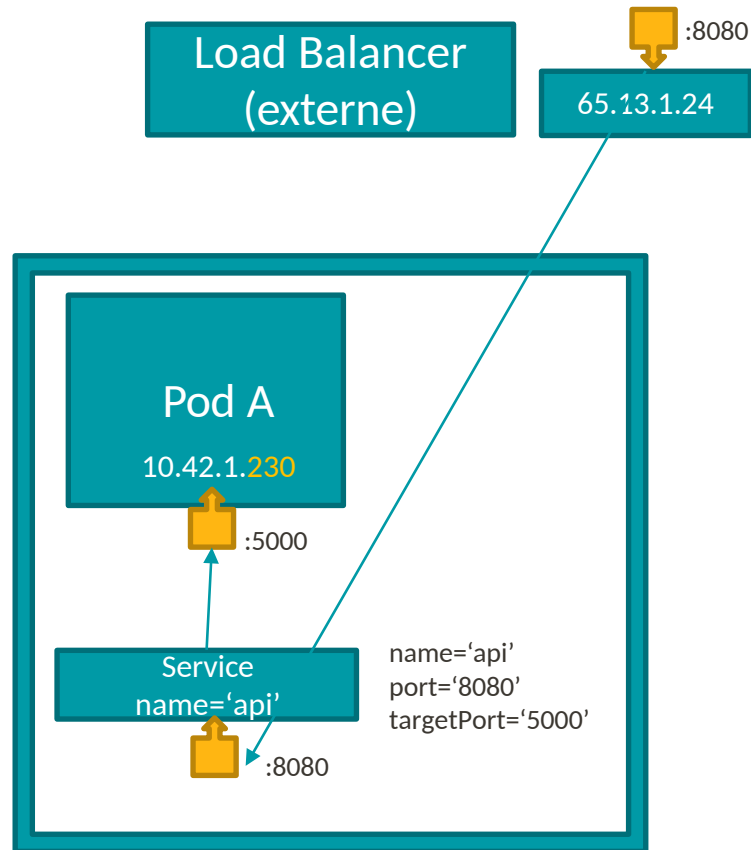 Load Balancer
(externe)
:8080
65.13.1.24
Pod A
10.42.1.230
:5000
Service
name=‘api’
:8080
name=‘api’
port=‘8080’
targetPort=‘5000’